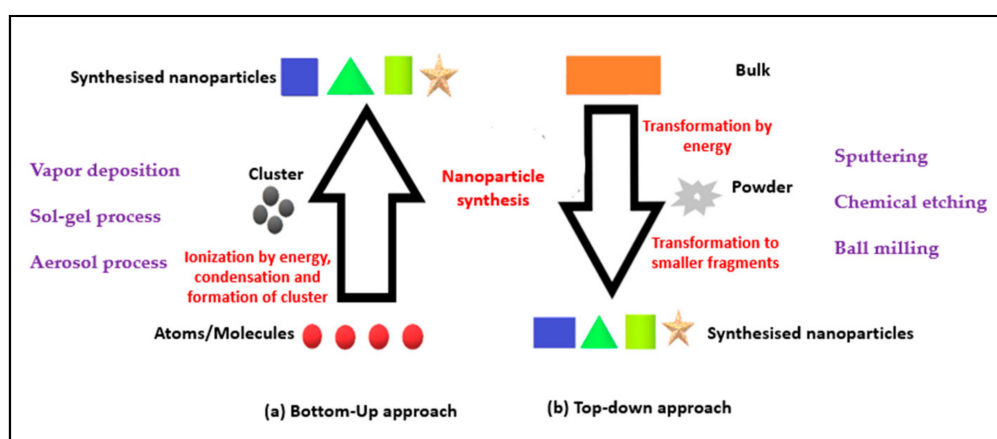 Synthesised nanoparticles
Vapor deposition
Sol-gel process
Aerosol process
Cluster
Ionization by energy,
condensation and
formation of cluster
Atoms/Molecules
(a) Bottom-Up approach
Nanoparticle
synthesis
Bulk
Transformation by
energy
Powder
Transformation to
smaller fragments
Sputtering
Chemical etching
Ball milling
Synthesised nanoparticles
(b) Top-down approach